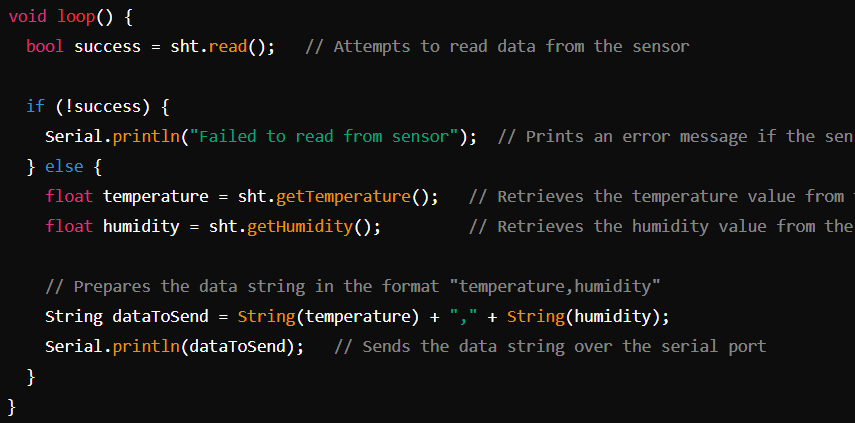 void loop() {
  bool success = sht.read();   // Attempts to read data from the sensor
  if (!success) {
    Serial.println("Failed to read from sensor");  // Prints an error message if the sen
  } else {
    float temperature = sht.getTemperature();   // Retrieves the temperature value from
    float humidity = sht.getHumidity();         // Retrieves the humidity value from the
    // Prepares the data string in the format "temperature,humidity"
    String dataToSend = String(temperature) + "," + String(humidity);
    Serial.println(dataToSend);   // Sends the data string over the serial port
  }
}